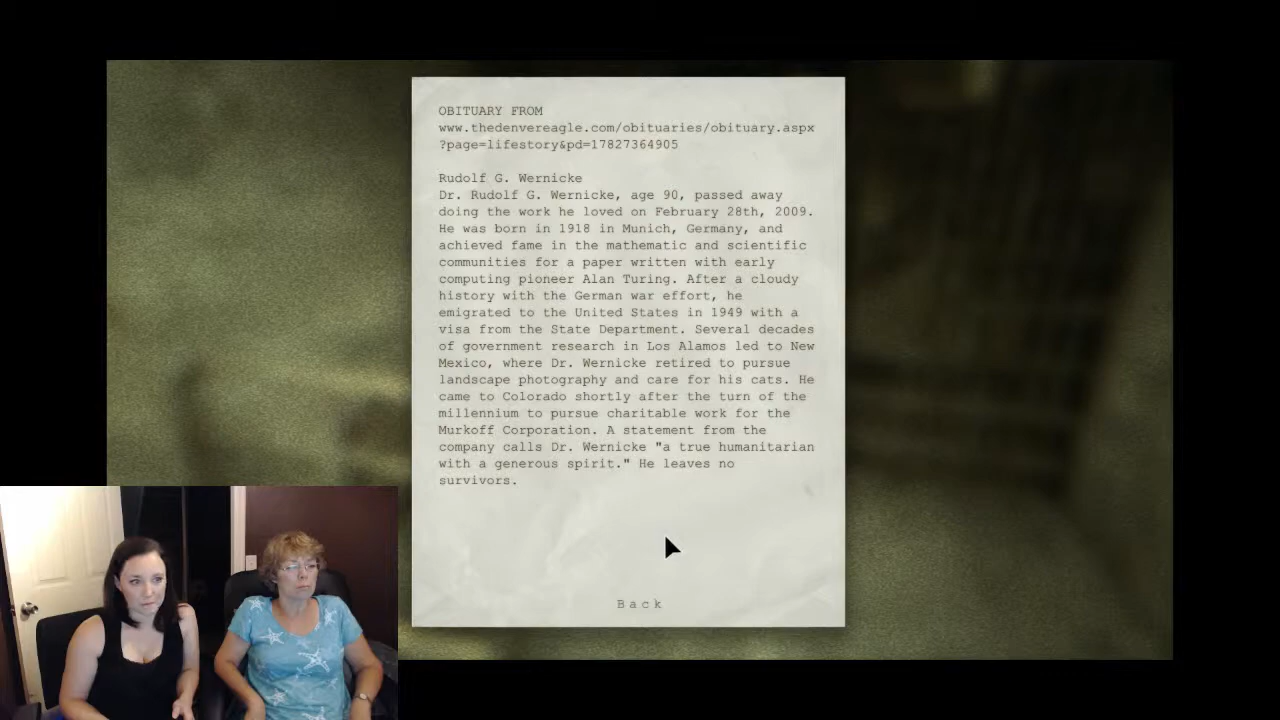 OBITUARY FROM
www.thedenvereagle.com/obituaries/obituary.aspx
?page=lifestory&pd=17827364905
Rudolf G. Wernicke
Dr. Rudolf G. Wernicke, age 90, passed away
doing the work he loved on February 28th, 2009.
He was born in 1918 in Munich, Germany, and
achieved fame in the mathematic and scientific
communities for a paper written with early
computing pioneer Alan Turing. After a cloudy
history with the German war effort, he
emigrated to the United States in 1949 with a
visa from the State Department. Several decades
of government research in Los Alamos led to New
Mexico, where Dr. Wernicke retired to pursue
landscape photography and care for his cats. He
came to Colorado shortly after the turn of the
millennium to pursue charitable work for the
Murkoff Corporation. A statement from the
company calls Dr. Wernicke "a true humanitarian
with a generous spirit." He leaves no
survivors.
Back